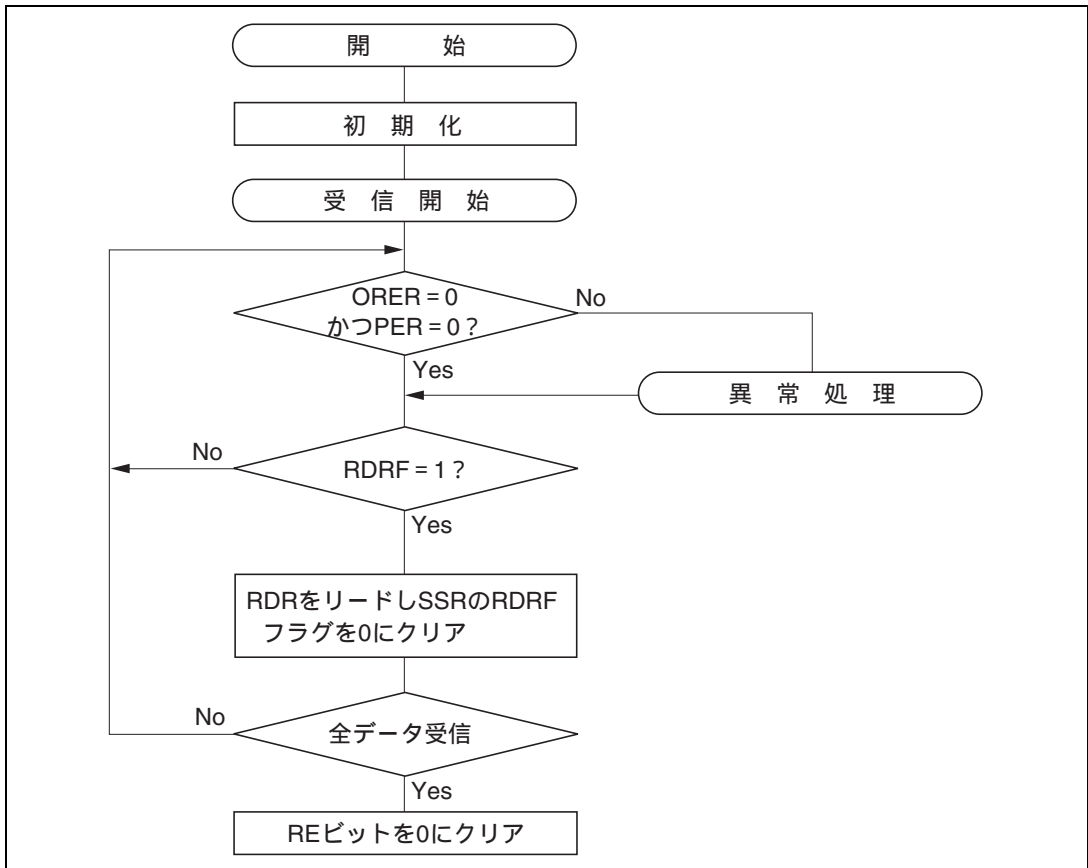 開始
初期化
受信開始
ORER = 0
かつPER = 0？
No
Yes
異常処理
No
RDRF = 1？
Yes
RDRをリードしSSRのRDRF
フラグを0にクリア
No
全データ受信
Yes
REビットを0にクリア